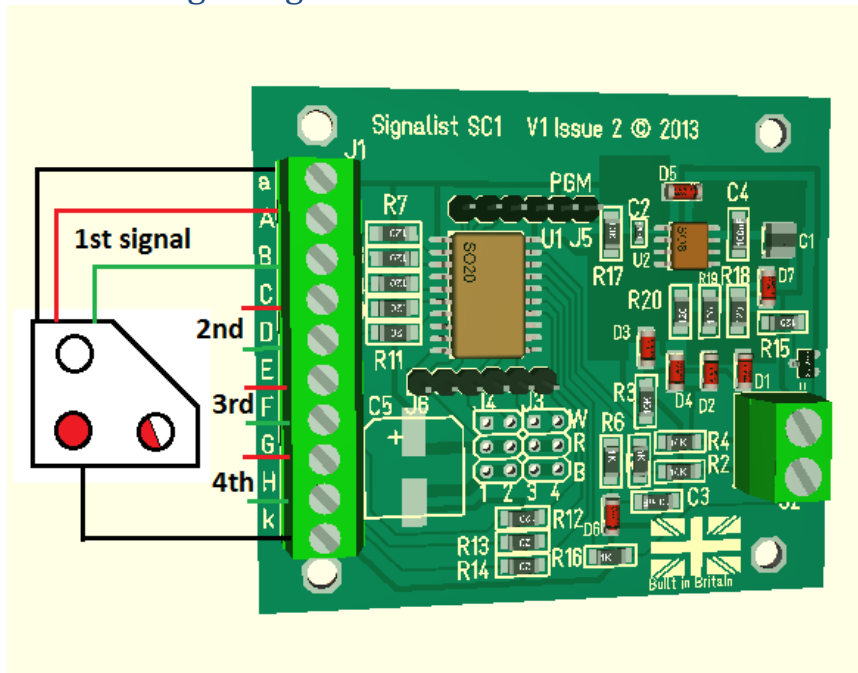 Signalist SC1 V1 Issue 2 © 2013
J1
a
A
B
C
D
E
F
G
H
k
1st signal
2nd
3rd
4th
PGM
R7
U1 J5
SO20
R11
C5 J6
J4 J3
W
R
B
1 2 3 4
D5
C2
C4
R17
U2
SO8
C1
R20
R19
R18
D7
D3
R15
R3
D4
D2
D1
R6
R4
R2
C3
D6
R12
R13
R14
R16
Built in Britain